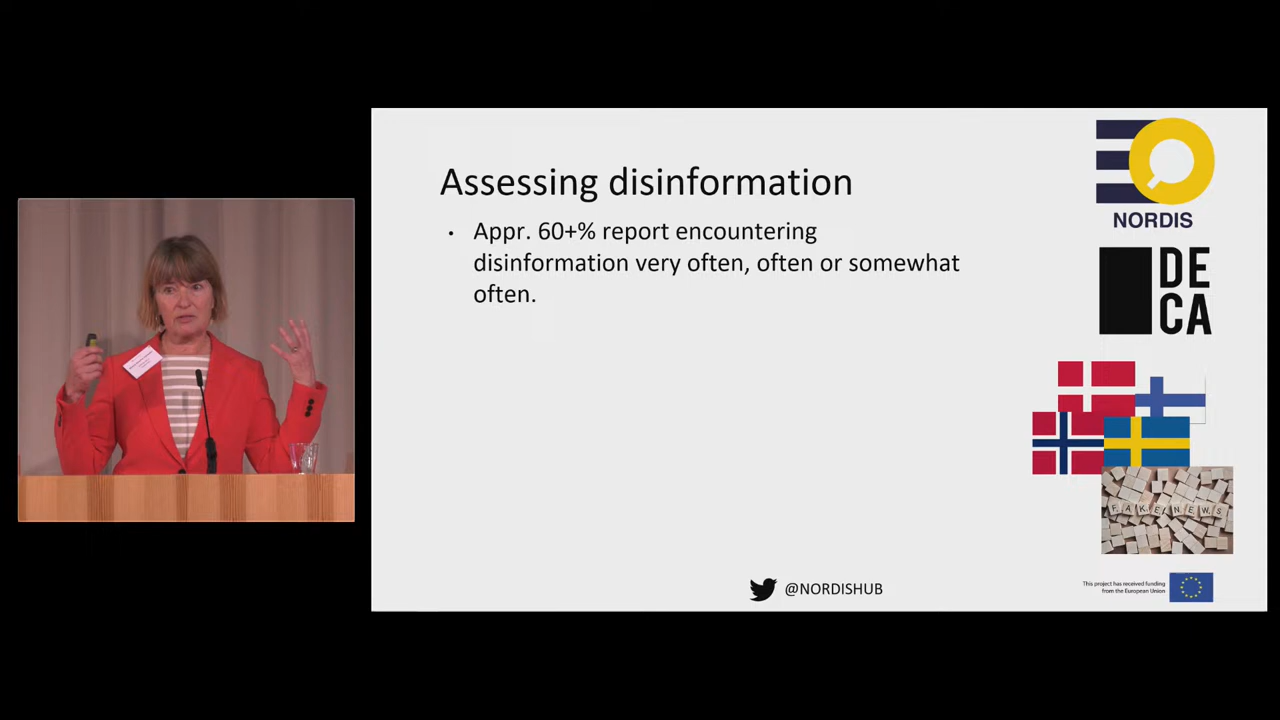 Assessing disinformation
• Appr. 60+% report encountering
disinformation very often, often or somewhat
often.
NORDIS
DE
CA
FAKE NEWS
@NORDISHUB
This project has received funding
from the European Union